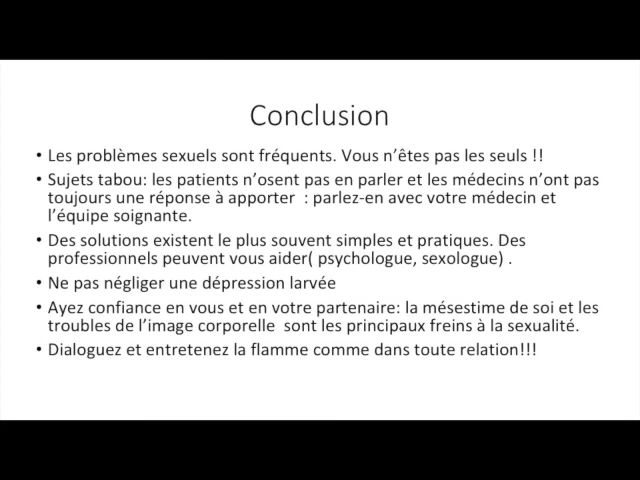 Conclusion
• Les problèmes sexuels sont fréquents. Vous n’êtes pas les seuls !!
• Sujets tabou: les patients n’osent pas en parler et les médecins n’ont pas
toujours une réponse à apporter  : parlez-en avec votre médecin et
l’équipe soignante.
• Des solutions existent le plus souvent simples et pratiques. Des
professionnels peuvent vous aider( psychologue, sexologue) .
• Ne pas négliger une dépression larvée
• Ayez confiance en vous et en votre partenaire: la mésestime de soi et les
troubles de l’image corporelle  sont les principaux freins à la sexualité.
• Dialoguez et entretenez la flamme comme dans toute relation!!!